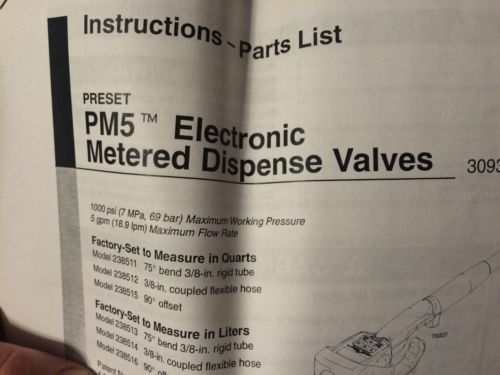 Instructions – Parts List
PRESET
PM5™ Electronic
Metered Dispense Valves 3093
1000 psi (7 MPa, 69 bar) Maximum Working Pressure
5 gpm (18.9 lpm) Maximum Flow Rate
Factory-Set to Measure in Quarts
Model 238511 75° bend 3/8-in. rigid tube
Model 238512 3/8-in. coupled flexible hose
Model 238515 90° offset
Factory-Set to Measure in Liters
Model 238513 75° bend 3/8-in. rigid tube
Model 238514 3/8-in. coupled flexible hose
Model 238516 90°
Patent